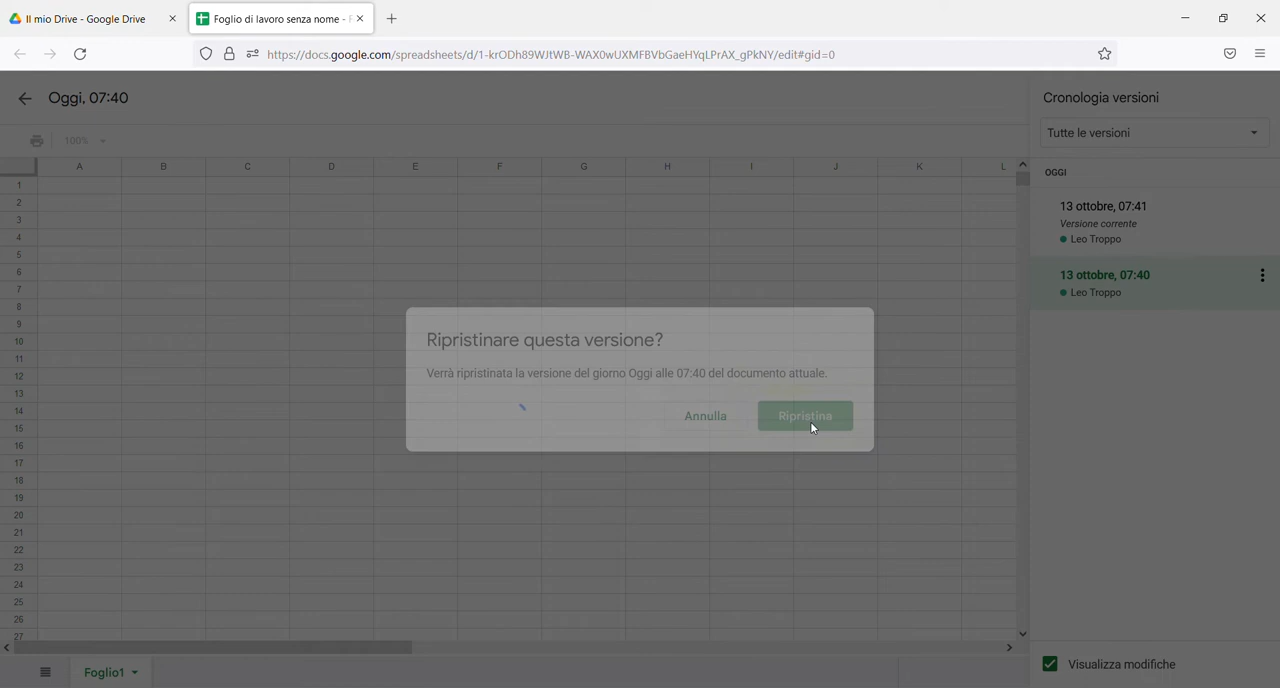 Il mio Drive - Google Drive
Foglio di lavoro senza nome - F
https://docs.google.com/spreadsheets/d/1-krODh89WJtWB-WAX0wUXMFBVbGaeHYqLPrAX_gPkNY/edit#gid=0
Oggi, 07:40
Cronologia versioni
Tutte le versioni
100%
A B C D E F G H I J K L
OGGI
13 ottobre, 07:41
Versione corrente
Leo Troppo
13 ottobre, 07:40
Leo Troppo
1
2
3
4
5
6
7
8
9
10
11
12
13
14
15
16
17
18
19
20
21
22
23
24
25
26
27
Ripristinare questa versione?
Verrà ripristinata la versione del giorno Oggi alle 07:40 del documento attuale.
Annulla Ripristina
Foglio1
Visualizza modifiche